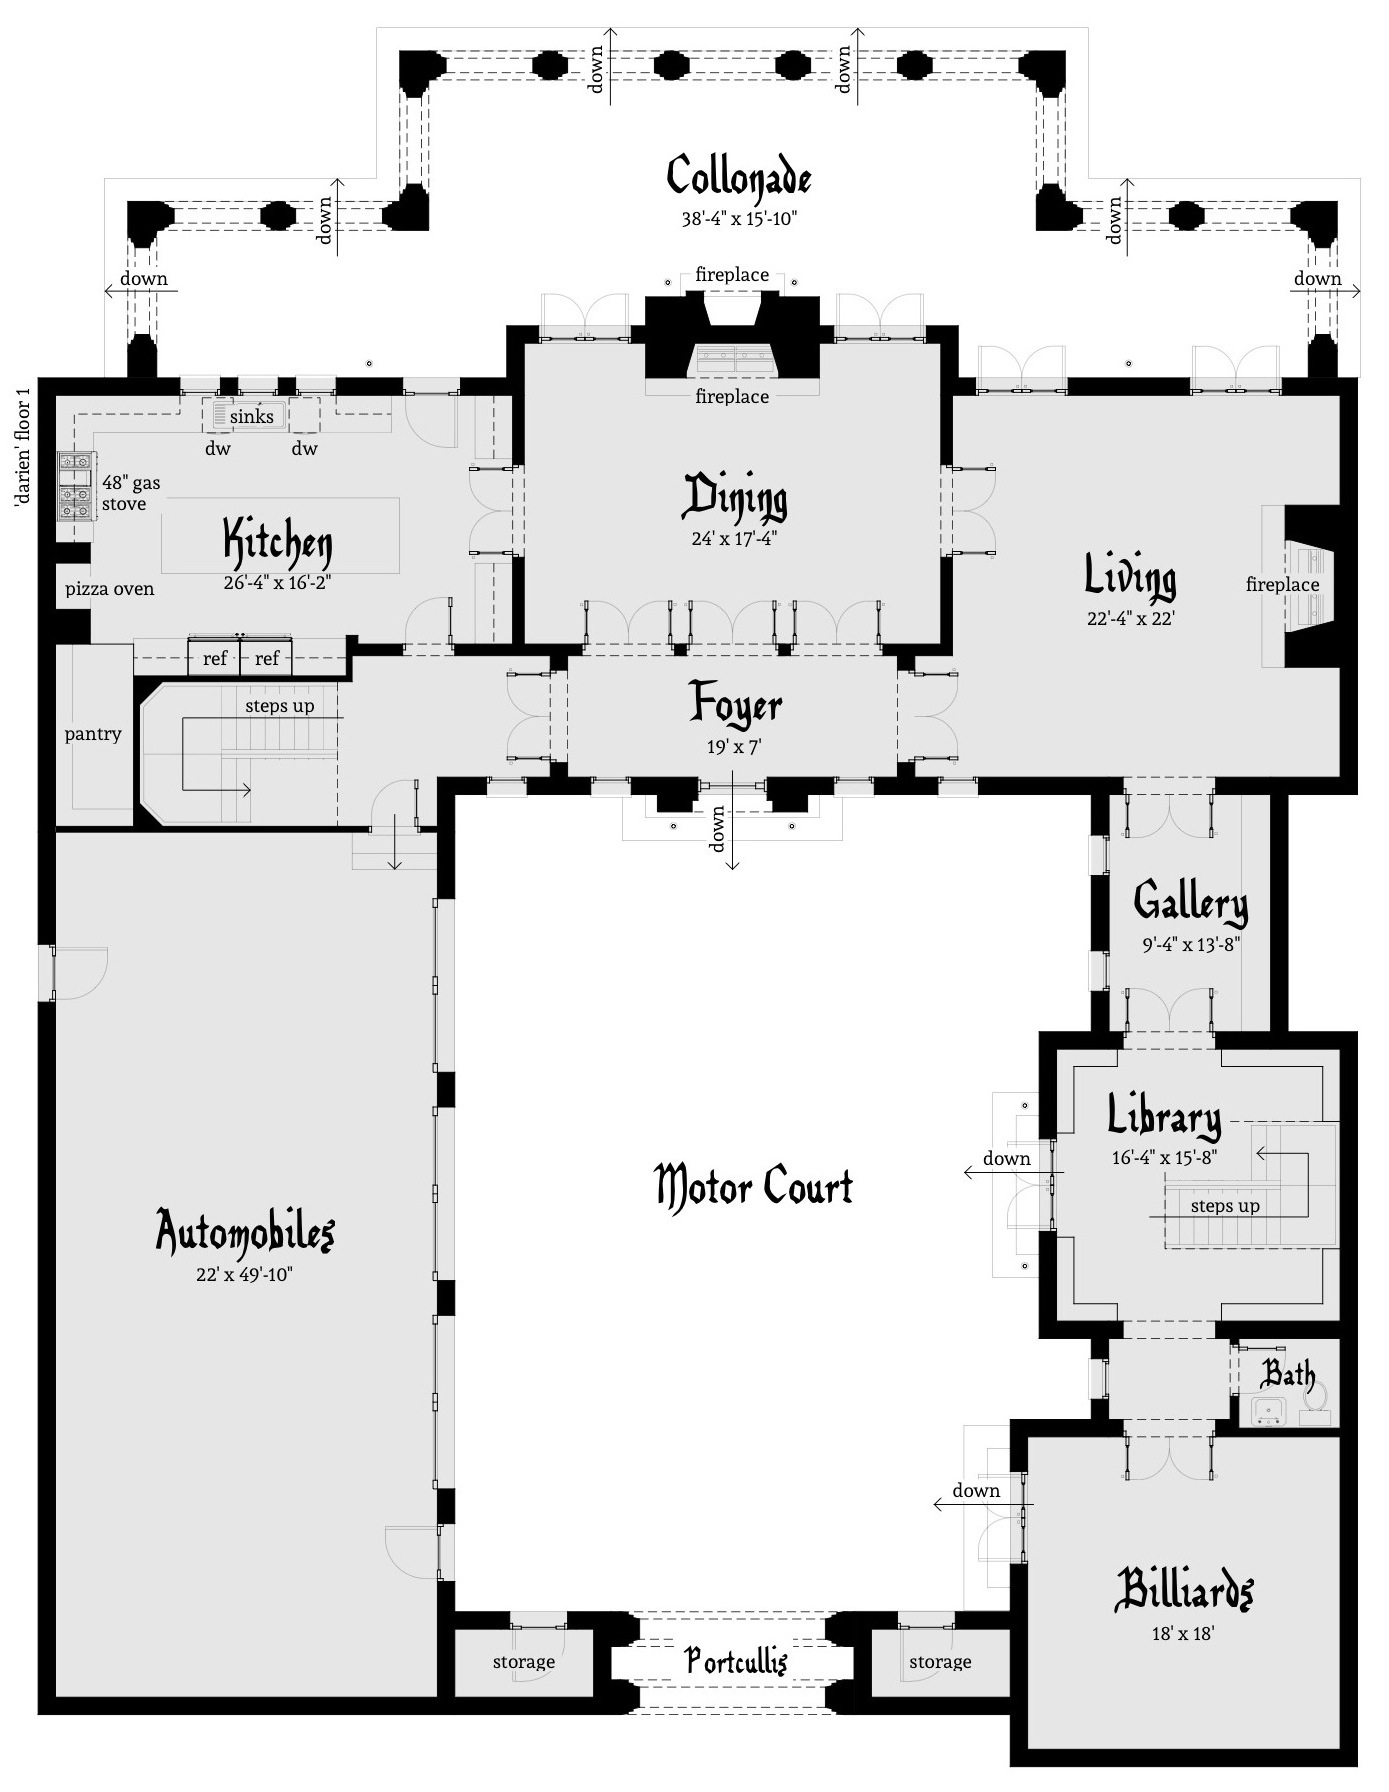 down
down
Collonade
38'-4" x 15'-10"
down
down
down
down
fireplace
'darien' floor 1
sinks
dw
dw
fireplace
48" gas
stove
Kitchen
26'-4" x 16'-2"
pizza oven
Dining
24' x 17'-4"
Living
22'-4" x 22'
fireplace
ref
ref
steps up
pantry
Foyer
19' x 7'
down
Gallery
9'-4" x 13'-8"
Library
16'-4" x 15'-8"
down
steps up
Motor Court
Automobiles
22' x 49'-10"
Bath
down
Billiards
18' x 18'
storage
Portcullis
storage